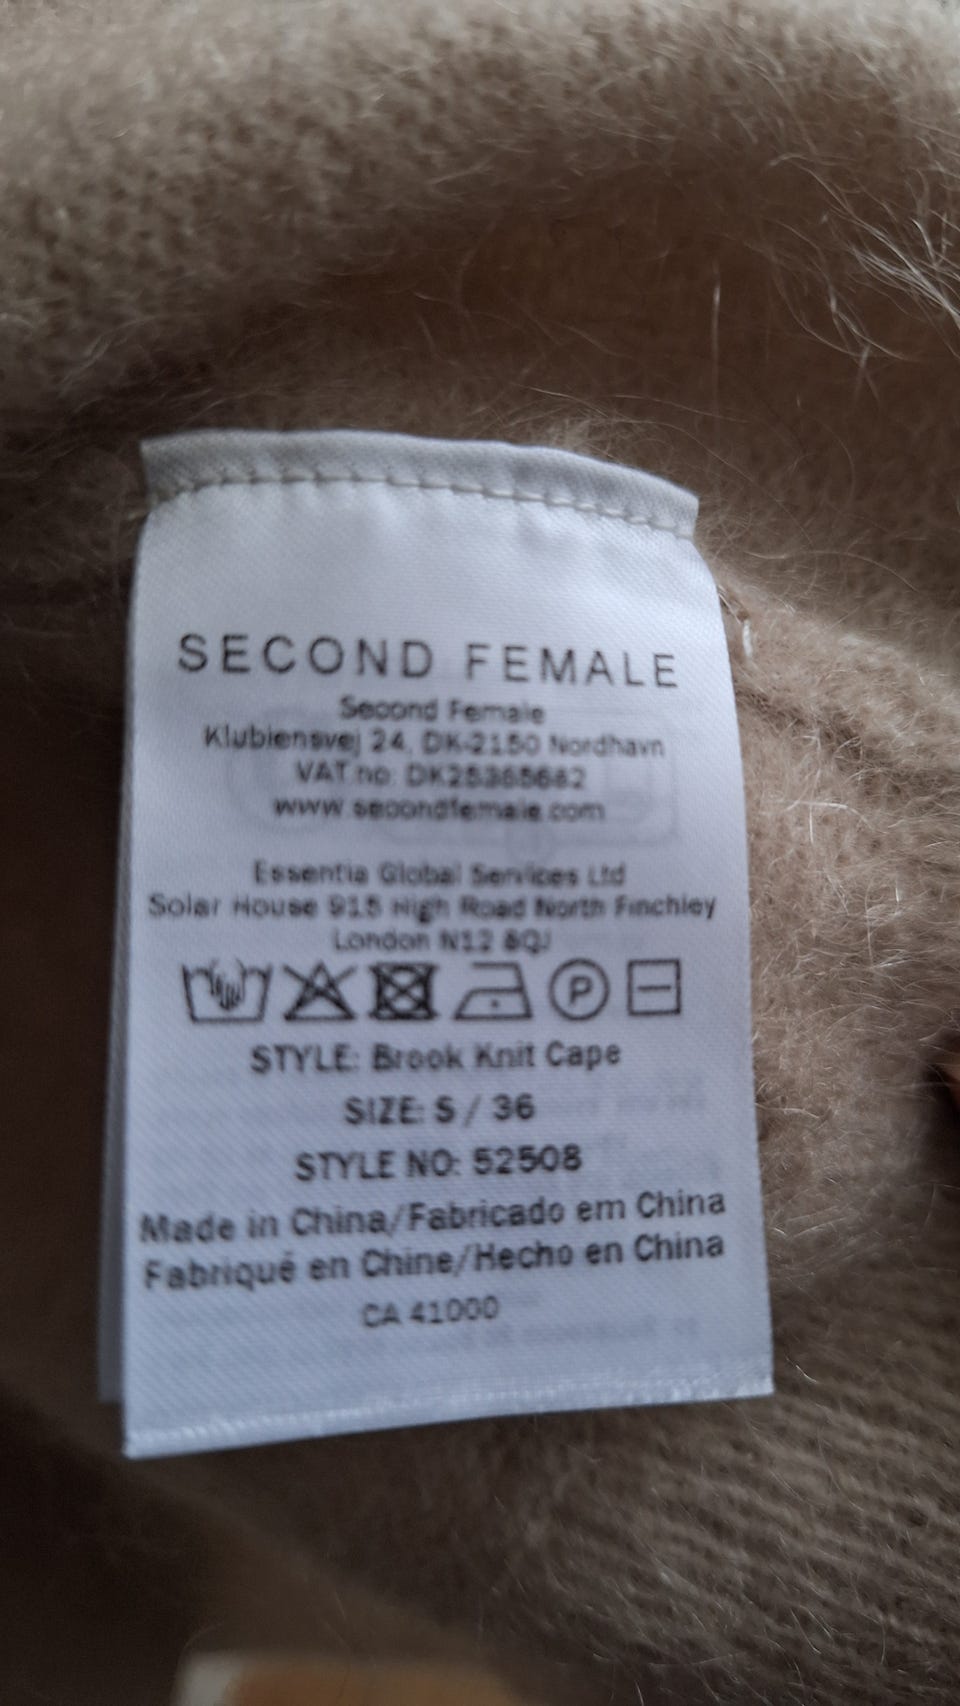 SECOND FEMALE
Second Female
Klubiensvej 24, DK-2150 Nordhavn
VAT no: DK25365682
www.secondfemale.com
Essentia Global Services Ltd
Solar House 915 High Road North Finchley
London N12 8QJ
P
STYLE: Brook Knit Cape
SIZE: S / 36
STYLE NO: 52508
Made in China/Fabricado em China
Fabriqué en Chine/Hecho en China
CA 41000